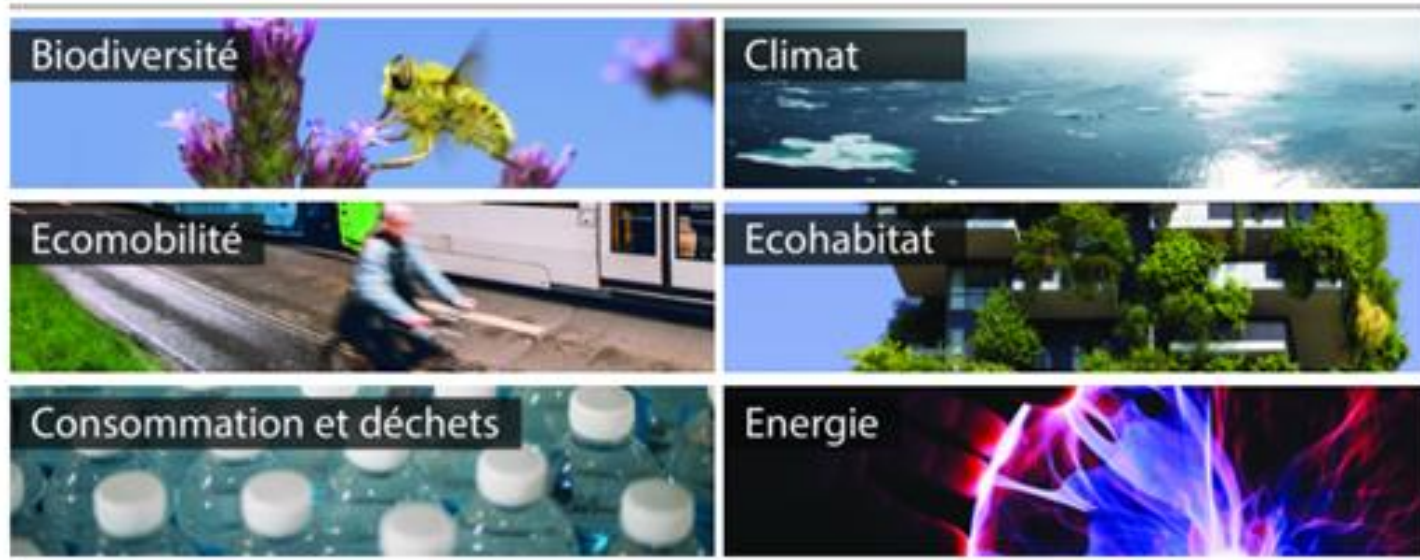 Biodiversité
Climat
Ecomobilité
Ecohabitat
Consommation et déchets
Energie